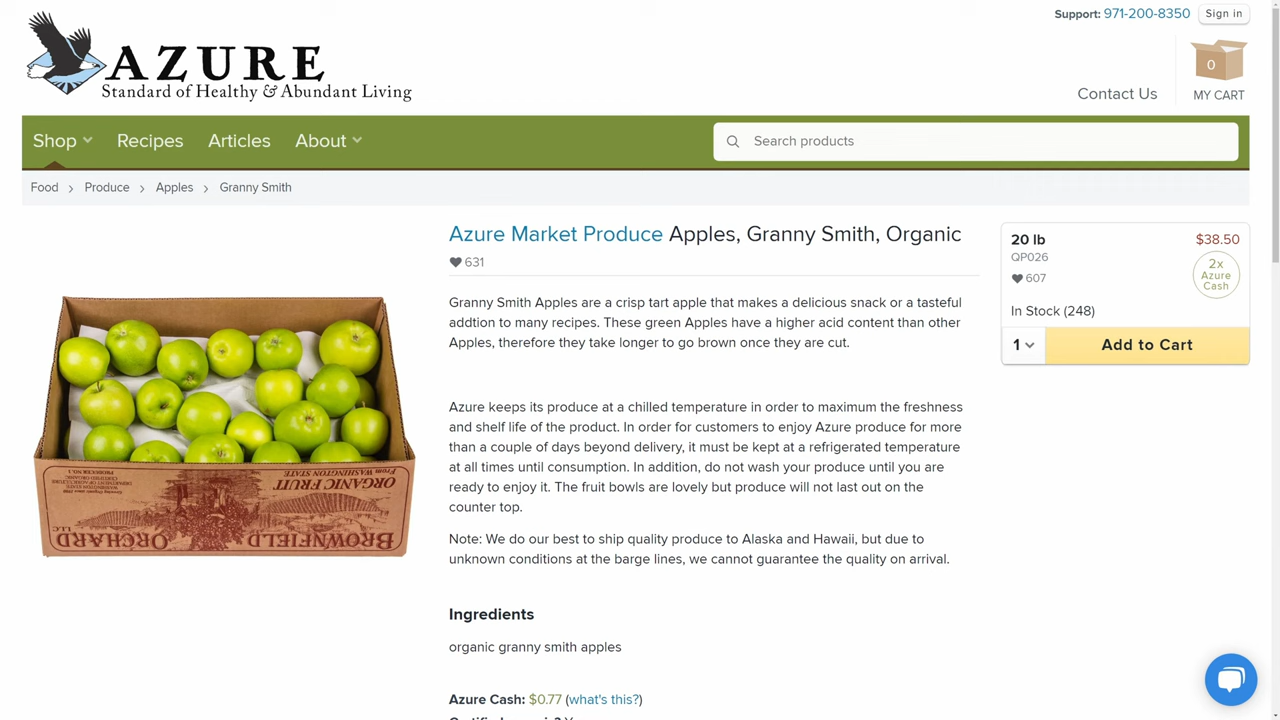 Support: 971-200-8350
Sign in
AZURE
Standard of Healthy & Abundant Living
Contact Us
0
MY CART
Shop
Recipes
Articles
About
Search products
Food
Produce
Apples
Granny Smith
Azure Market Produce Apples, Granny Smith, Organic
631
Granny Smith Apples are a crisp tart apple that makes a delicious snack or a tasteful
addtion to many recipes. These green Apples have a higher acid content than other
Apples, therefore they take longer to go brown once they are cut.
Azure keeps its produce at a chilled temperature in order to maximum the freshness
and shelf life of the product. In order for customers to enjoy Azure produce for more
than a couple of days beyond delivery, it must be kept at a refrigerated temperature
at all times until consumption. In addition, do not wash your produce until you are
ready to enjoy it. The fruit bowls are lovely but produce will not last out on the
counter top.
Note: We do our best to ship quality produce to Alaska and Hawaii, but due to
unknown conditions at the barge lines, we cannot guarantee the quality on arrival.
Ingredients
organic granny smith apples
Azure Cash: $0.77 (what's this?)
20 lb
$38.50
QP026
607
2x
Azure
Cash
In Stock (248)
1
Add to Cart
From WASHINGTON STATE
ORGANIC FRUIT
BROWNFIELD
ORCHARD
LLC